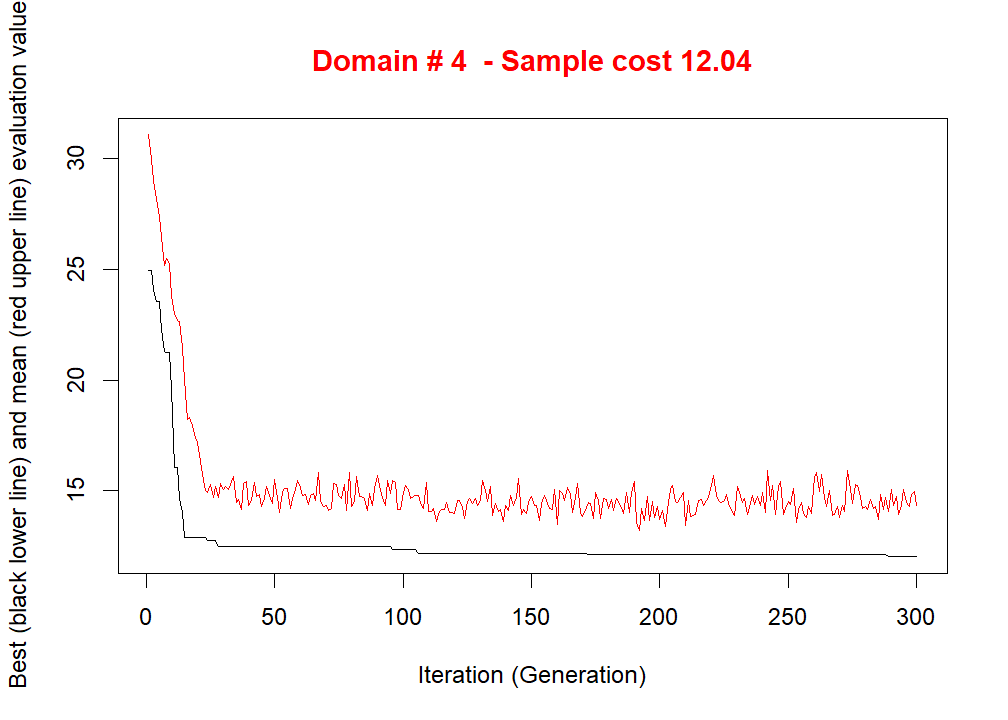 Domain # 4  - Sample cost 12.04
Best (black lower line) and mean (red upper line) evaluation value
30
25
20
15
0 50 100 150 200 250 300
Iteration (Generation)